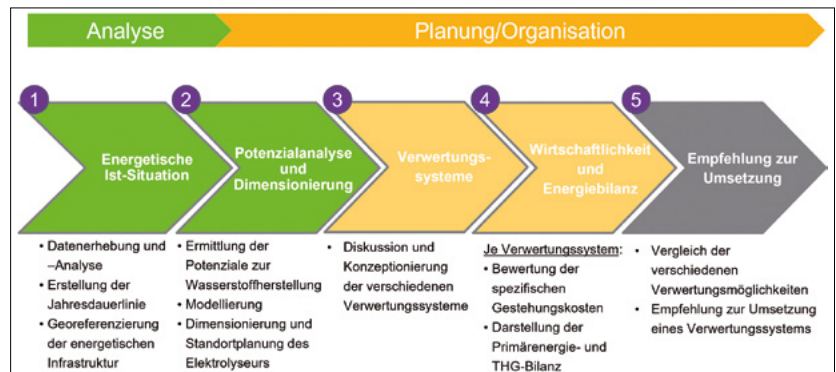 Analyse
Planung/Organisation
1
Energetische
Ist-Situation
2
Potenzialanalyse
und
Dimensionierung
3
Verwertungs-
systeme
4
Wirtschaftlichkeit
und
Energiebilanz
5
Empfehlung zur
Umsetzung
• Datenerhebung und
–Analyse
• Erstellung der
Jahresdauerlinie
• Georeferenzierung
der energetischen
Infrastruktur
• Ermittlung der
Potenziale zur
Wasserstoffherstellung
• Modellierung
• Dimensionierung und
Standortplanung des
Elektrolyseurs
• Diskussion und
Konzeptionierung
der verschiedenen
Verwertungssysteme
Je Verwertungssystem:
• Bewertung der
spezifischen
Gestehungskosten
• Darstellung der
Primärenergie- und
THG-Bilanz
• Vergleich der
verschiedenen
Verwertungsmöglichkeiten
• Empfehlung zur Umsetzung
eines Verwertungssystems